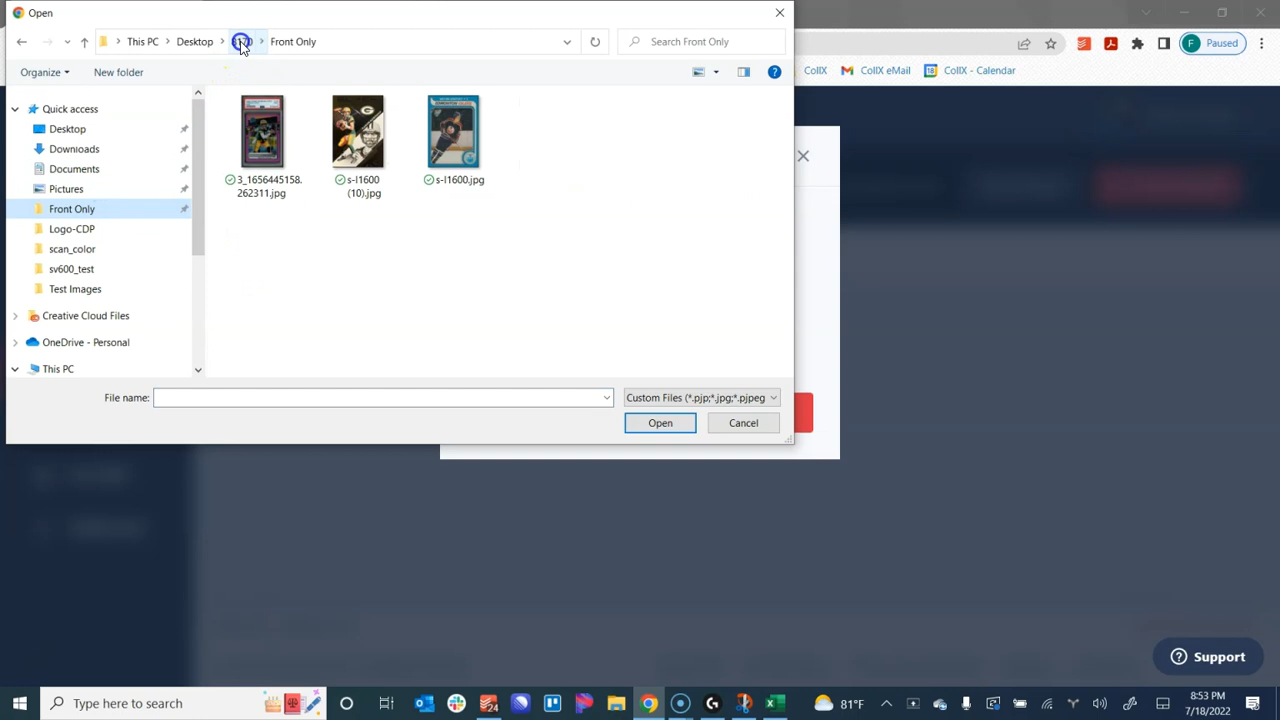 Open
This PC
Desktop
Front Only
Search Front Only
Paused
Organize
New folder
CollX
CollX eMail
CollX - Calendar
Quick access
Desktop
Downloads
Documents
Pictures
Front Only
Logo-CDP
scan_color
sv600_test
Test Images
Creative Cloud Files
OneDrive - Personal
This PC
3_1656445158.
262311.jpg
s-l1600
(10).jpg
s-l1600.jpg
File name:
Custom Files (*.pjp;*.jpg;*.pjpeg
Open
Cancel
Support
Type here to search
81°F
8:53 PM
7/18/2022